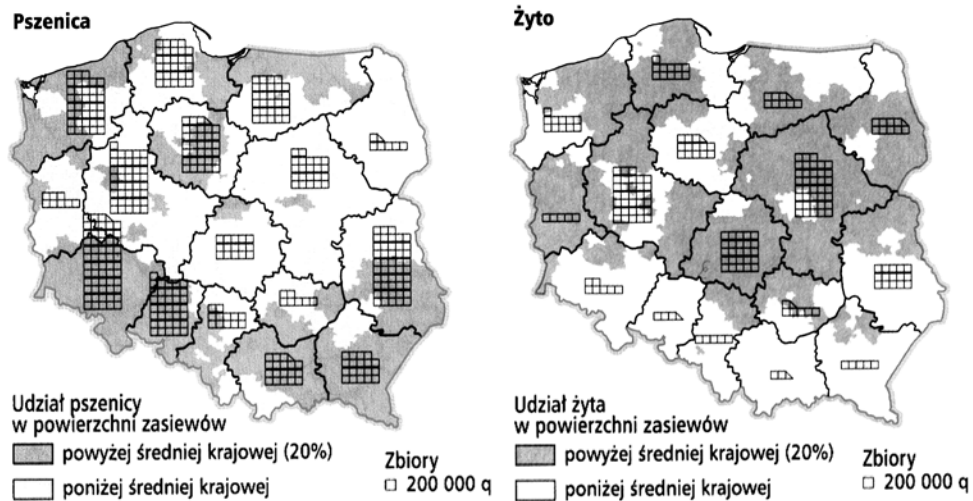 Pszenica
Udział pszenicy
w powierzchni zasiewów
powyżej średniej krajowej (20%)
poniżej średniej krajowej
Zbiory
200 000 q
Żyto
Udział żyta
w powierzchni zasiewów
powyżej średniej krajowej (20%)
poniżej średniej krajowej
Zbiory
200 000 q